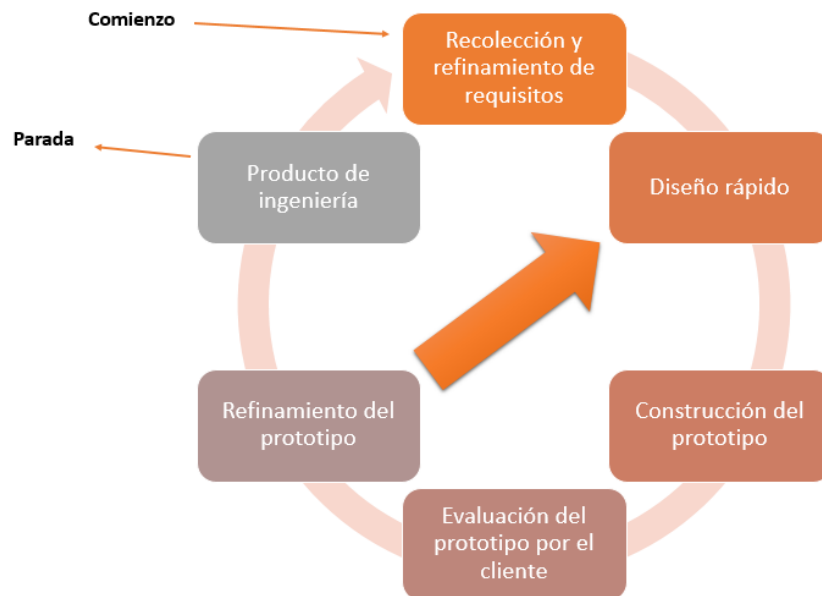 Comienzo
Recolección y
refinamiento de
requisitos
Parada
Producto de
ingeniería
Diseño rápido
Refinamiento del
prototipo
Construcción del
prototipo
Evaluación del
prototipo por el
cliente